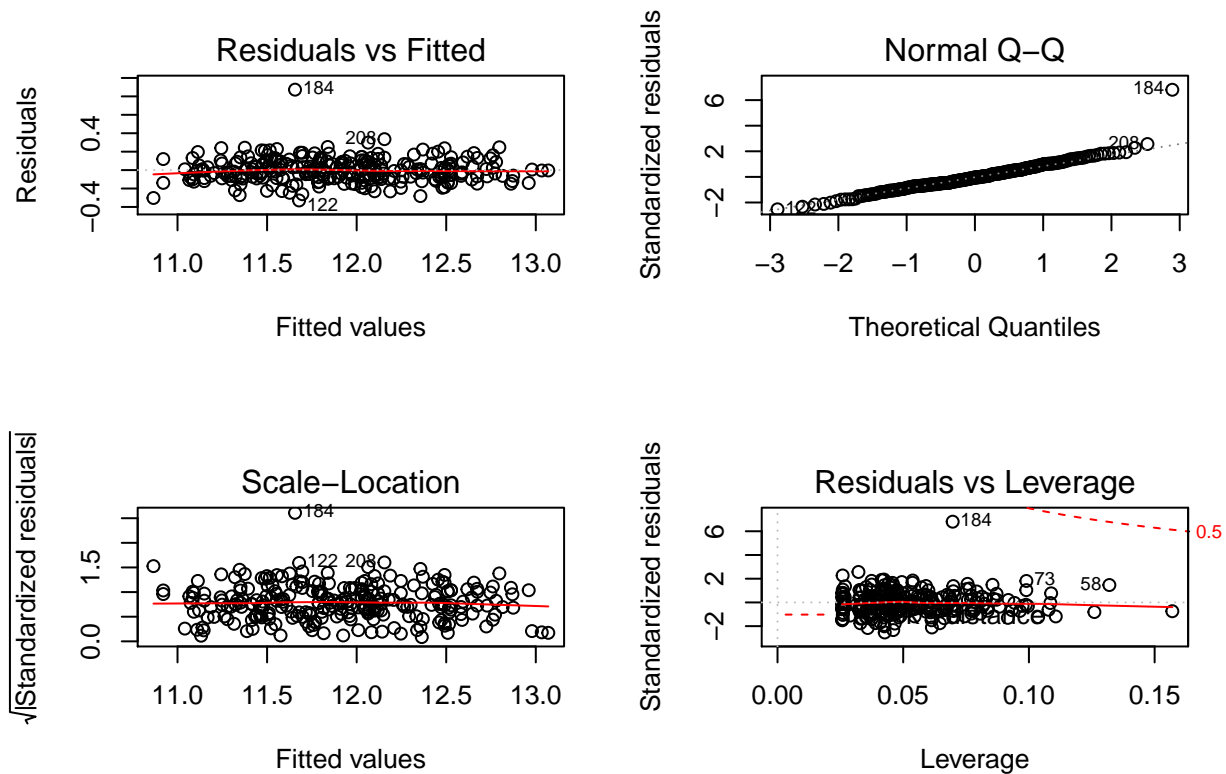 Residuals vs Fitted
Residuals
−0.4 0.4
184
208
122
11.0 11.5 12.0 12.5 13.0
Fitted values
Normal Q−Q
Standardized residuals
−2 2 6
184
208
122
−3 −2 −1 0 1 2 3
Theoretical Quantiles
Scale−Location
√|Standardized residuals|
0.0 1.5
184
122 208
11.0 11.5 12.0 12.5 13.0
Fitted values
Residuals vs Leverage
Standardized residuals
−2 2 6
184
0.5
73 58
0.00 0.05 0.10 0.15
Leverage